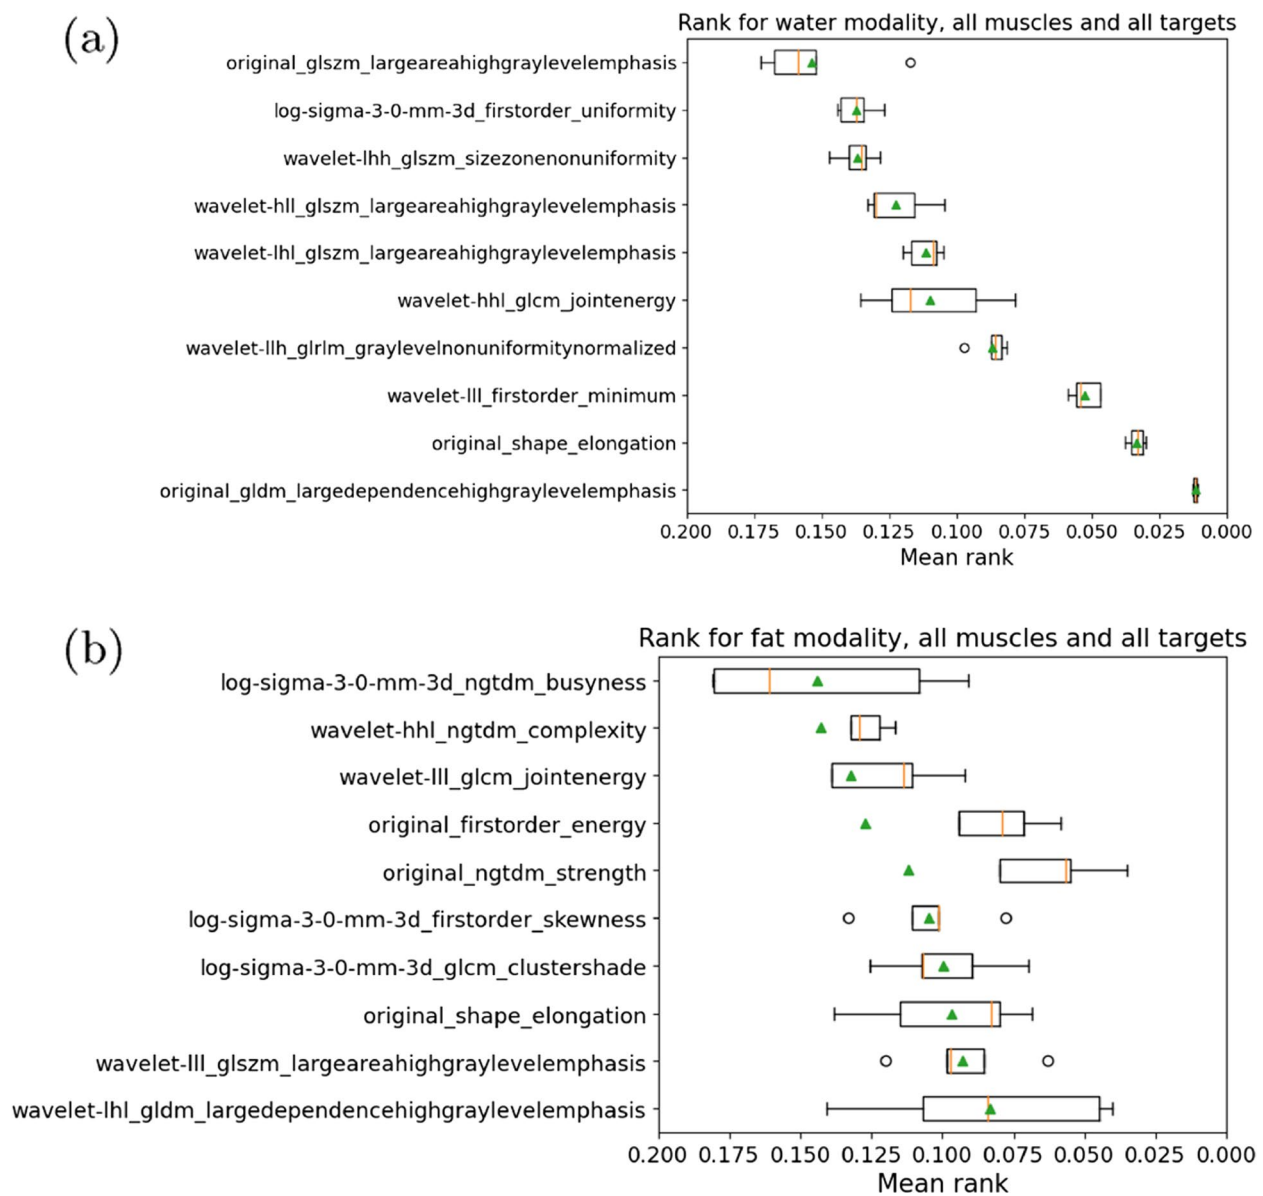 (a)
Rank for water modality, all muscles and all targets
original_glszm_largeareahighgraylevelemphasis
log-sigma-3-0-mm-3d_firstorder_uniformity
wavelet-lhh_glszm_sizezonenonuniformity
wavelet-hll_glszm_largeareahighgraylevelemphasis
wavelet-lhl_glszm_largeareahighgraylevelemphasis
wavelet-hhl_glcm_jointenergy
wavelet-llh_glrlm_graylevelnonuniformitynormalized
wavelet-lll_firstorder_minimum
original_shape_elongation
original_gldm_largedependencehighgraylevelemphasis
0.200 0.175 0.150 0.125 0.100 0.075 0.050 0.025 0.000
Mean rank
(b)
Rank for fat modality, all muscles and all targets
log-sigma-3-0-mm-3d_ngtdm_busyness
wavelet-hhl_ngtdm_complexity
wavelet-lll_glcm_jointenergy
original_firstorder_energy
original_ngtdm_strength
log-sigma-3-0-mm-3d_firstorder_skewness
log-sigma-3-0-mm-3d_glcm_clustershade
original_shape_elongation
wavelet-lll_glszm_largeareahighgraylevelemphasis
wavelet-lhl_gldm_largedependencehighgraylevelemphasis
0.200 0.175 0.150 0.125 0.100 0.075 0.050 0.025 0.000
Mean rank